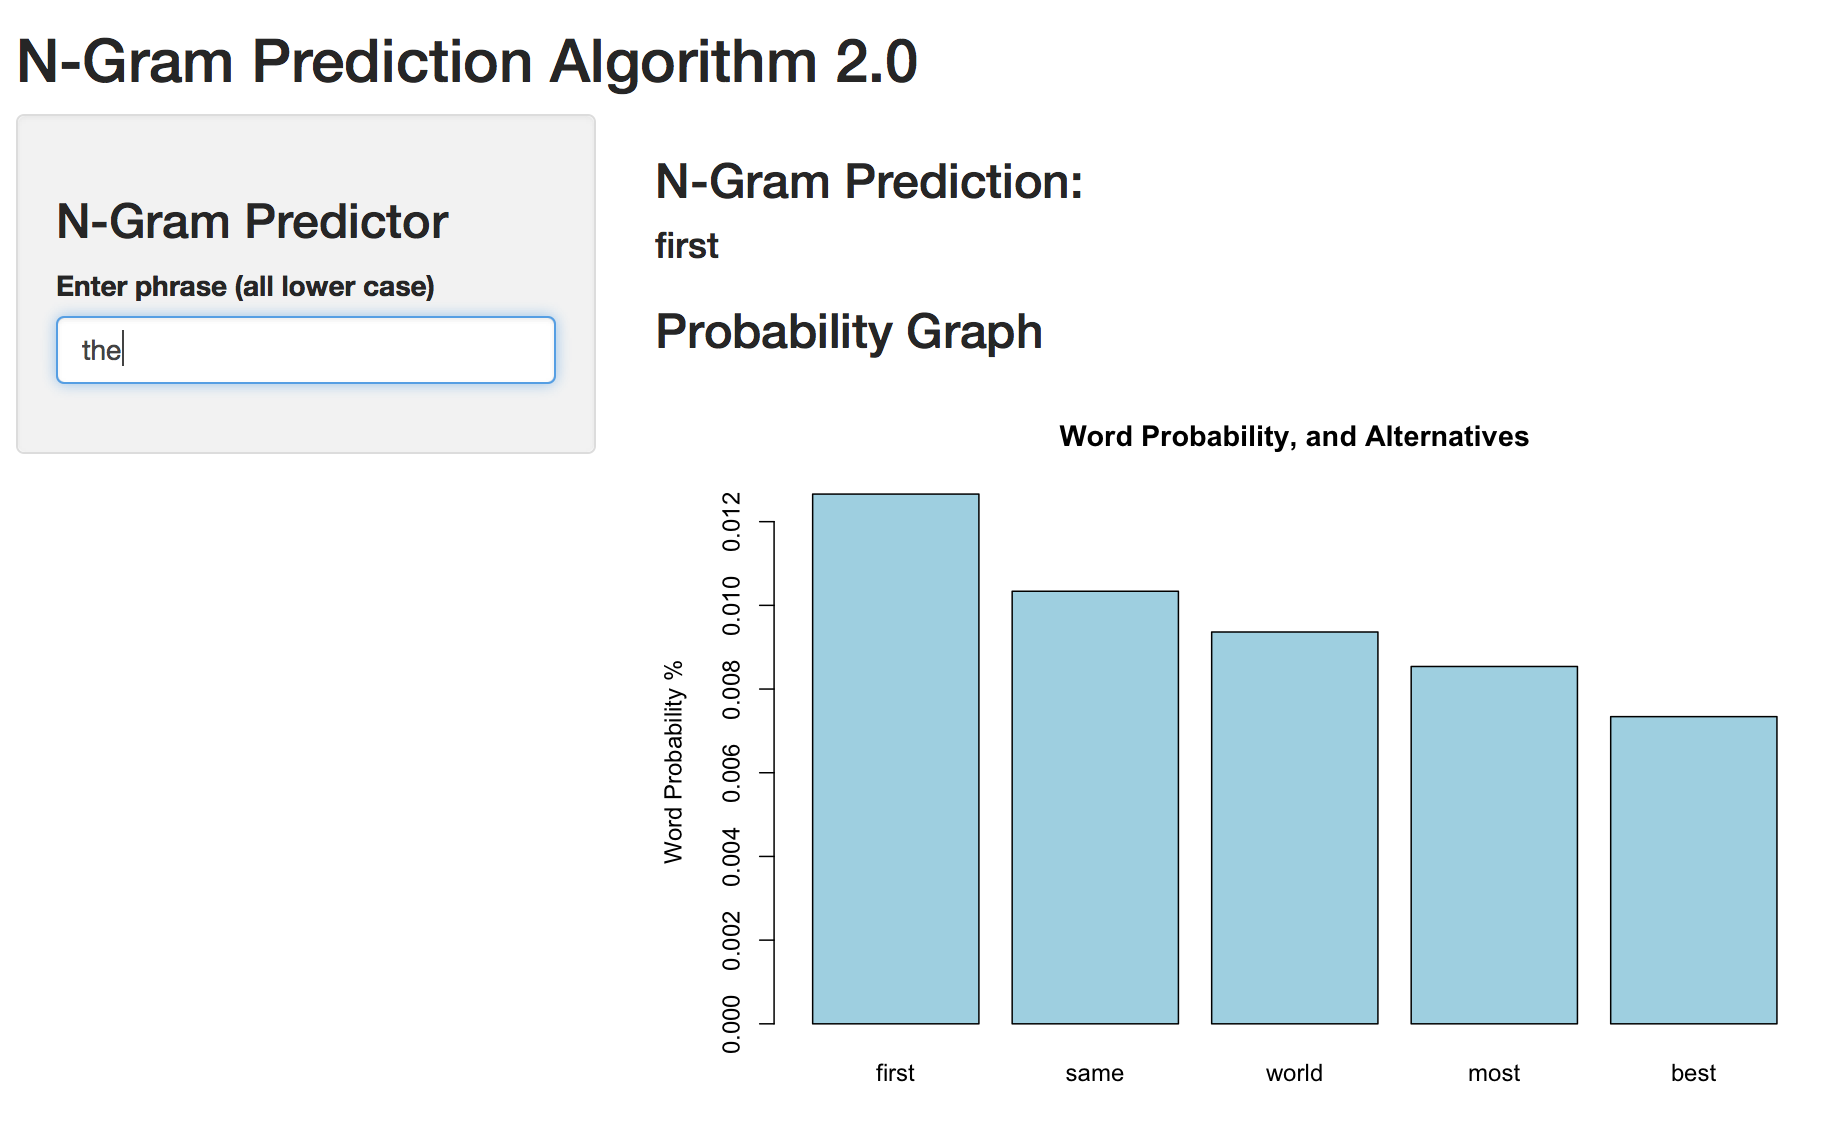 N-Gram Prediction Algorithm 2.0
N-Gram Predictor
Enter phrase (all lower case)
the
N-Gram Prediction:
first
Probability Graph
Word Probability, and Alternatives
Word Probability %
0.012
0.010
0.008
0.006
0.004
0.002
0.000
first same world most best